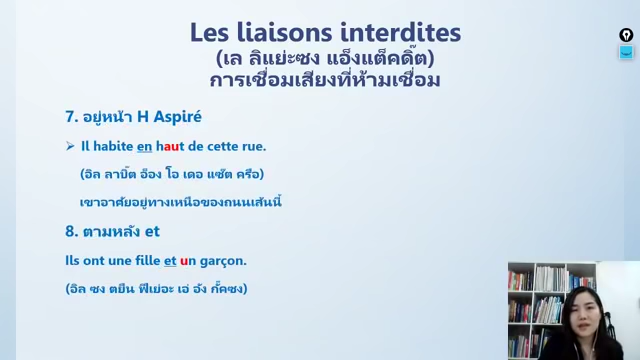 Les liaisons interdites
(เล ลิแย่ะซง แอ็งแต็คดิ๊ต)
การเชื่อมเสียงที่ห้ามเชื่อม
7. อยู่หน้า H Aspiré
Il habite en haut de cette rue.
(อิล ลาบิ๊ต อ็อง โอ เดอ แซ้ต ครือ)
เขาอาศัยอยู่ทางเหนือของถนนเส้นนี้
8. ตามหลัง et
Ils ont une fille et un garçon.
(อิล ซง ตยืน ฟีเย่อะ เอ่ อัง ก๊ั้คซง)